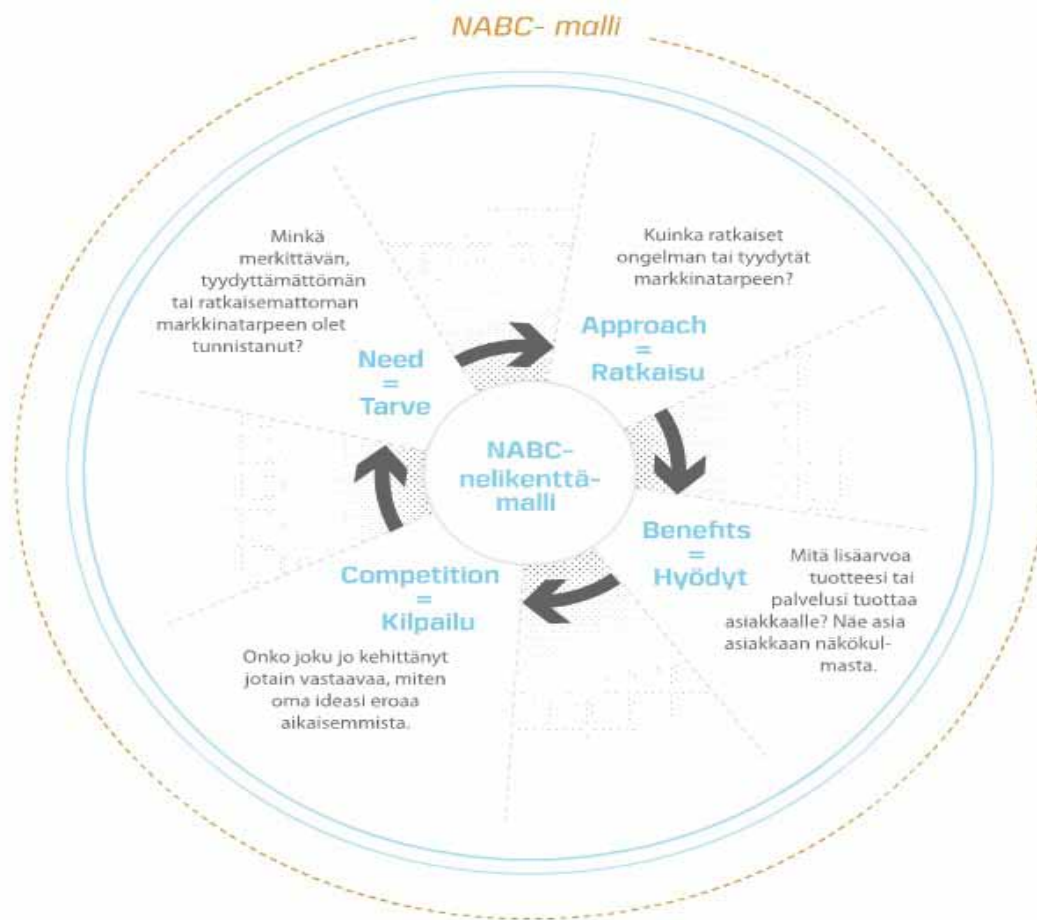 NABC- malli
Minkä
merkittävän,
tyydyttämättömän
tai ratkaisemattoman
markkinatarpeen olet
tunnistanut?
Need
=
Tarve
Kuinka ratkaiset
ongelman tai tyydytät
markkinatarpeen?
Approach
=
Ratkaisu
NABC-
nelikenttä-
malli
Benefits
=
Hyödyt
Mitä lisäarvoa
tuotteesi tai
palvelusi tuottaa
asiakkaalle? Näe asia
asiakkaan näkökul-
masta.
Competition
=
Kilpailu
Onko joku jo kehittänyt
jotain vastaavaa, miten
oma ideasi eroaa
aikaisemmista.